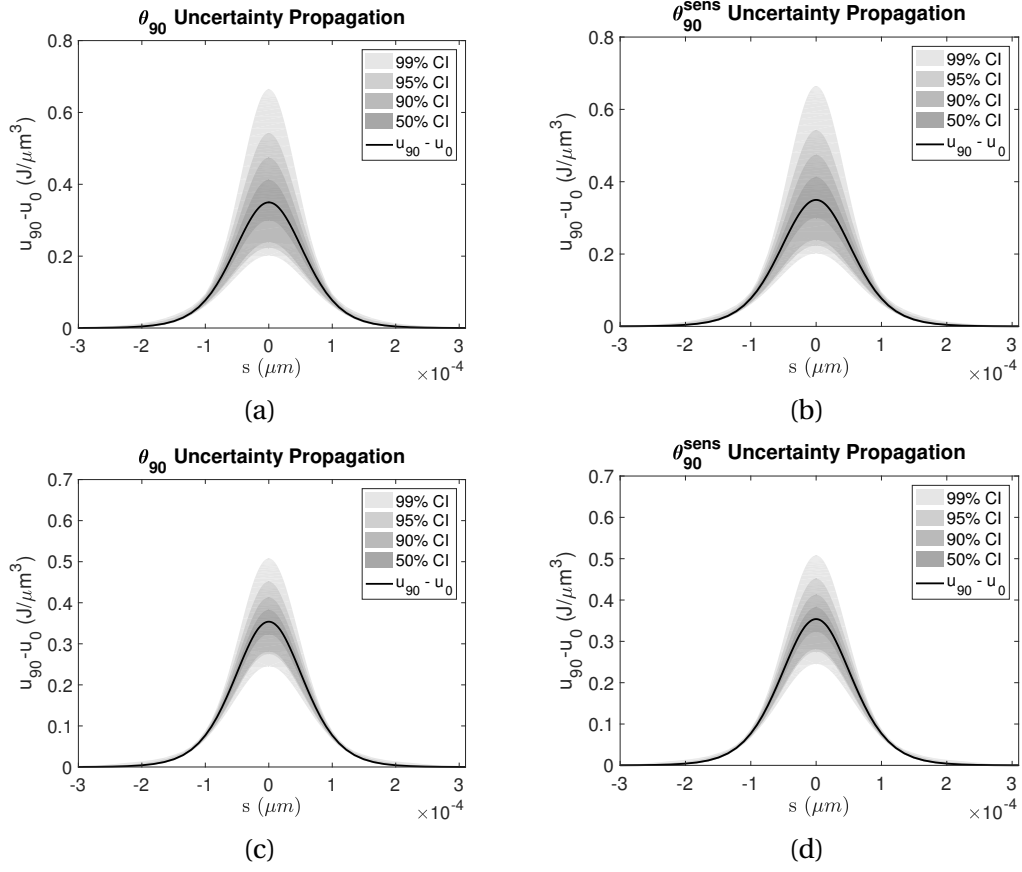 θ90 Uncertainty Propagation
0.8
0.6
0.4
0.2
0
u90-u0 (J/μm3)
99% CI
95% CI
90% CI
50% CI
u90 - u0
-3 -2 -1 0 1 2 3
s (μm)
×10-4
(a)
θ90sens Uncertainty Propagation
0.8
0.6
0.4
0.2
0
u90-u0 (J/μm3)
99% CI
95% CI
90% CI
50% CI
u90 - u0
-3 -2 -1 0 1 2 3
s (μm)
×10-4
(b)
θ90 Uncertainty Propagation
0.7
0.6
0.5
0.4
0.3
0.2
0.1
0
u90-u0 (J/μm3)
99% CI
95% CI
90% CI
50% CI
u90 - u0
-3 -2 -1 0 1 2 3
s (μm)
×10-4
(c)
θ90sens Uncertainty Propagation
0.7
0.6
0.5
0.4
0.3
0.2
0.1
0
u90-u0 (J/μm3)
99% CI
95% CI
90% CI
50% CI
u90 - u0
-3 -2 -1 0 1 2 3
s (μm)
×10-4
(d)